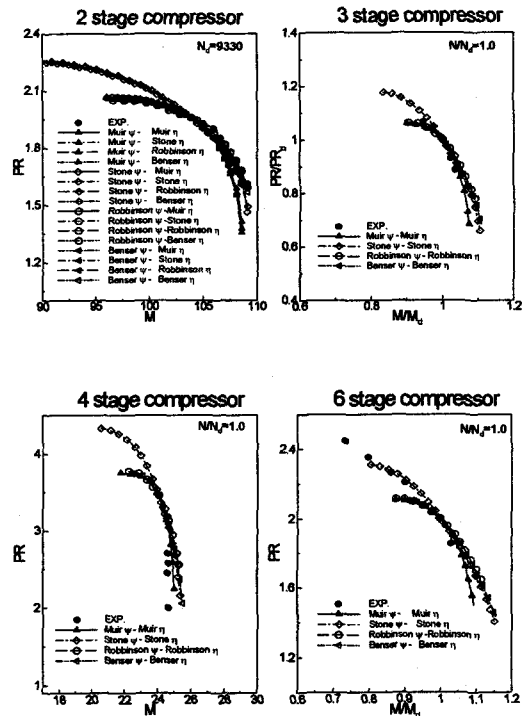 2 stage compressor
N_d=9330
PR
2.4
2.1
1.8
1.5
1.2
EXP.
Muir ψ - Muir η
Muir ψ - Stone η
Muir ψ - Robbinson η
Muir ψ - Benser η
Stone ψ - Muir η
Stone ψ - Stone η
Stone ψ - Robbinson η
Stone ψ - Benser η
Robbinson ψ - Muir η
Robbinson ψ - Stone η
Robbinson ψ - Robbinson η
Robbinson ψ - Benser η
Benser ψ - Muir η
Benser ψ - Stone η
Benser ψ - Robbinson η
Benser ψ - Benser η
90 95 100 105 110
M
3 stage compressor
N/N_d=1.0
PR/PR_d
1.4
1.2
1
0.8
0.6
0.4
EXP.
Muir ψ - Muir η
Stone ψ - Stone η
Robbinson ψ - Robbinson η
Benser ψ - Benser η
0.6 0.8 1 1.2
M/M_d
4 stage compressor
N/N_d=1.0
PR
4
3
2
1
EXP.
Muir ψ - Muir η
Stone ψ - Stone η
Robbinson ψ - Robbinson η
Benser ψ - Benser η
18 20 22 24 26 28 30
M
6 stage compressor
N/N_d=1.0
PR
2.4
2.2
1.8
1.4
EXP.
Muir ψ - Muir η
Stone ψ - Stone η
Robbinson ψ - Robbinson η
Benser ψ - Benser η
0.6 0.7 0.8 0.9 1 1.1 1.2
M/M_d